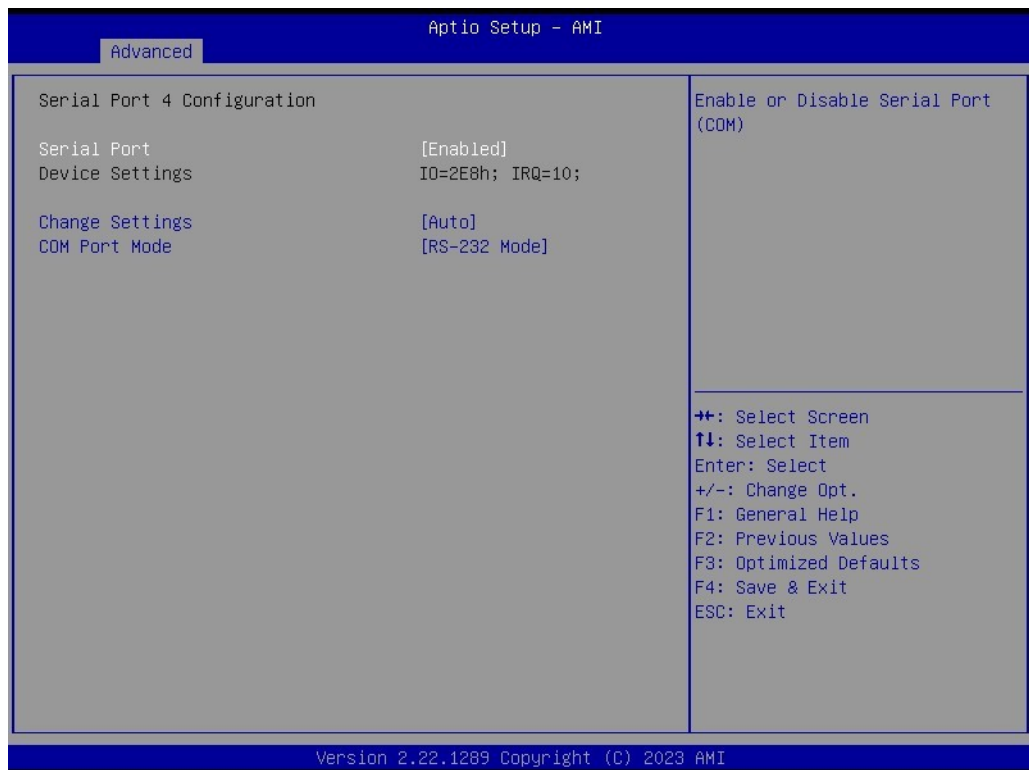 Aptio Setup – AMI
Advanced
Serial Port 4 Configuration
Serial Port [Enabled]
Device Settings IO=2E8h; IRQ=10;
Change Settings [Auto]
COM Port Mode [RS-232 Mode]
Enable or Disable Serial Port
(COM)
→←: Select Screen
↑↓: Select Item
Enter: Select
+/-: Change Opt.
F1: General Help
F2: Previous Values
F3: Optimized Defaults
F4: Save & Exit
ESC: Exit
Version 2.22.1289 Copyright (C) 2023 AMI